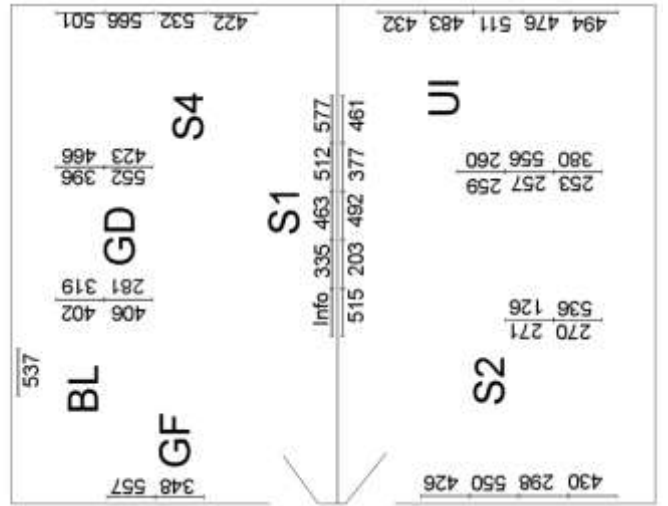 501 566 532 422
432 483 511 476 494
S4
UI
577 461
466 423
396 552
512 377
260 556 380
259 257 253
S1
463 492
GD
335 203
319 281
402 406
Info 515
126 536
271 270
537
BL
S2
GF
557 348
426 550 298 430